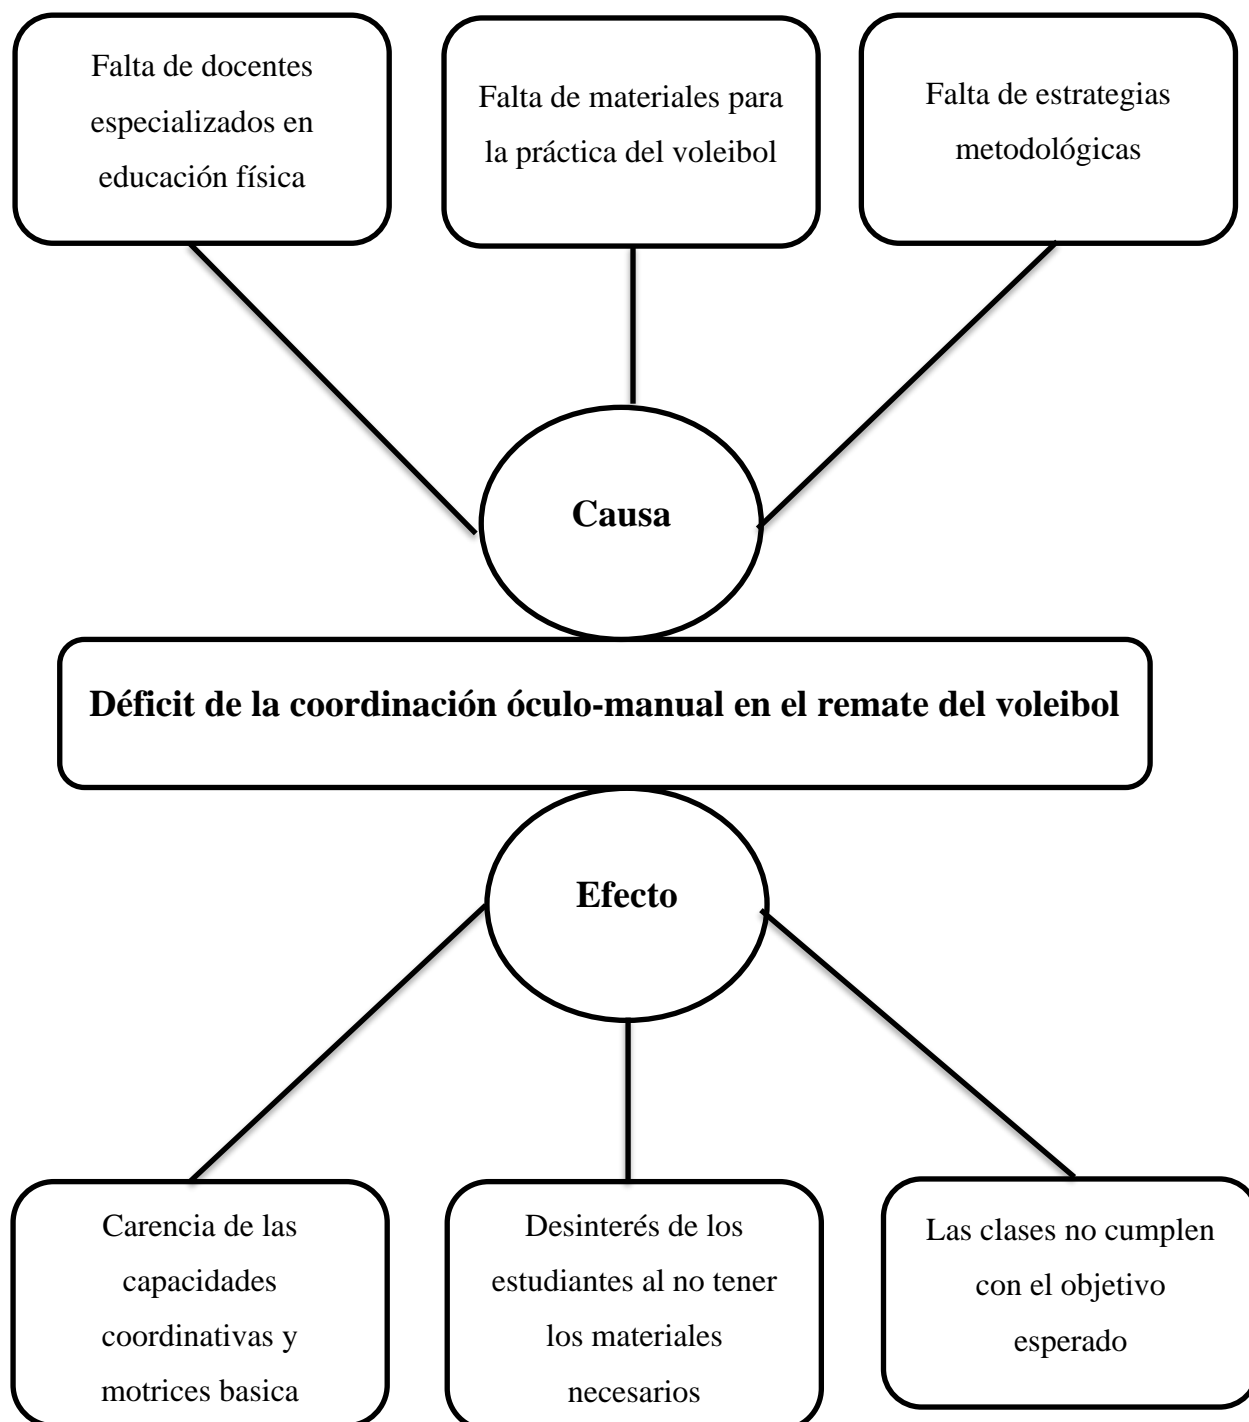 Falta de docentes
especializados en
educación física
Falta de materiales para
la práctica del voleibol
Falta de estrategias
metodológicas
Causa
Déficit de la coordinación óculo-manual en el remate del voleibol
Efecto
Carencia de las
capacidades
coordinativas y
motrices basica
Desinterés de los
estudiantes al no tener
los materiales
necesarios
Las clases no cumplen
con el objetivo
esperado